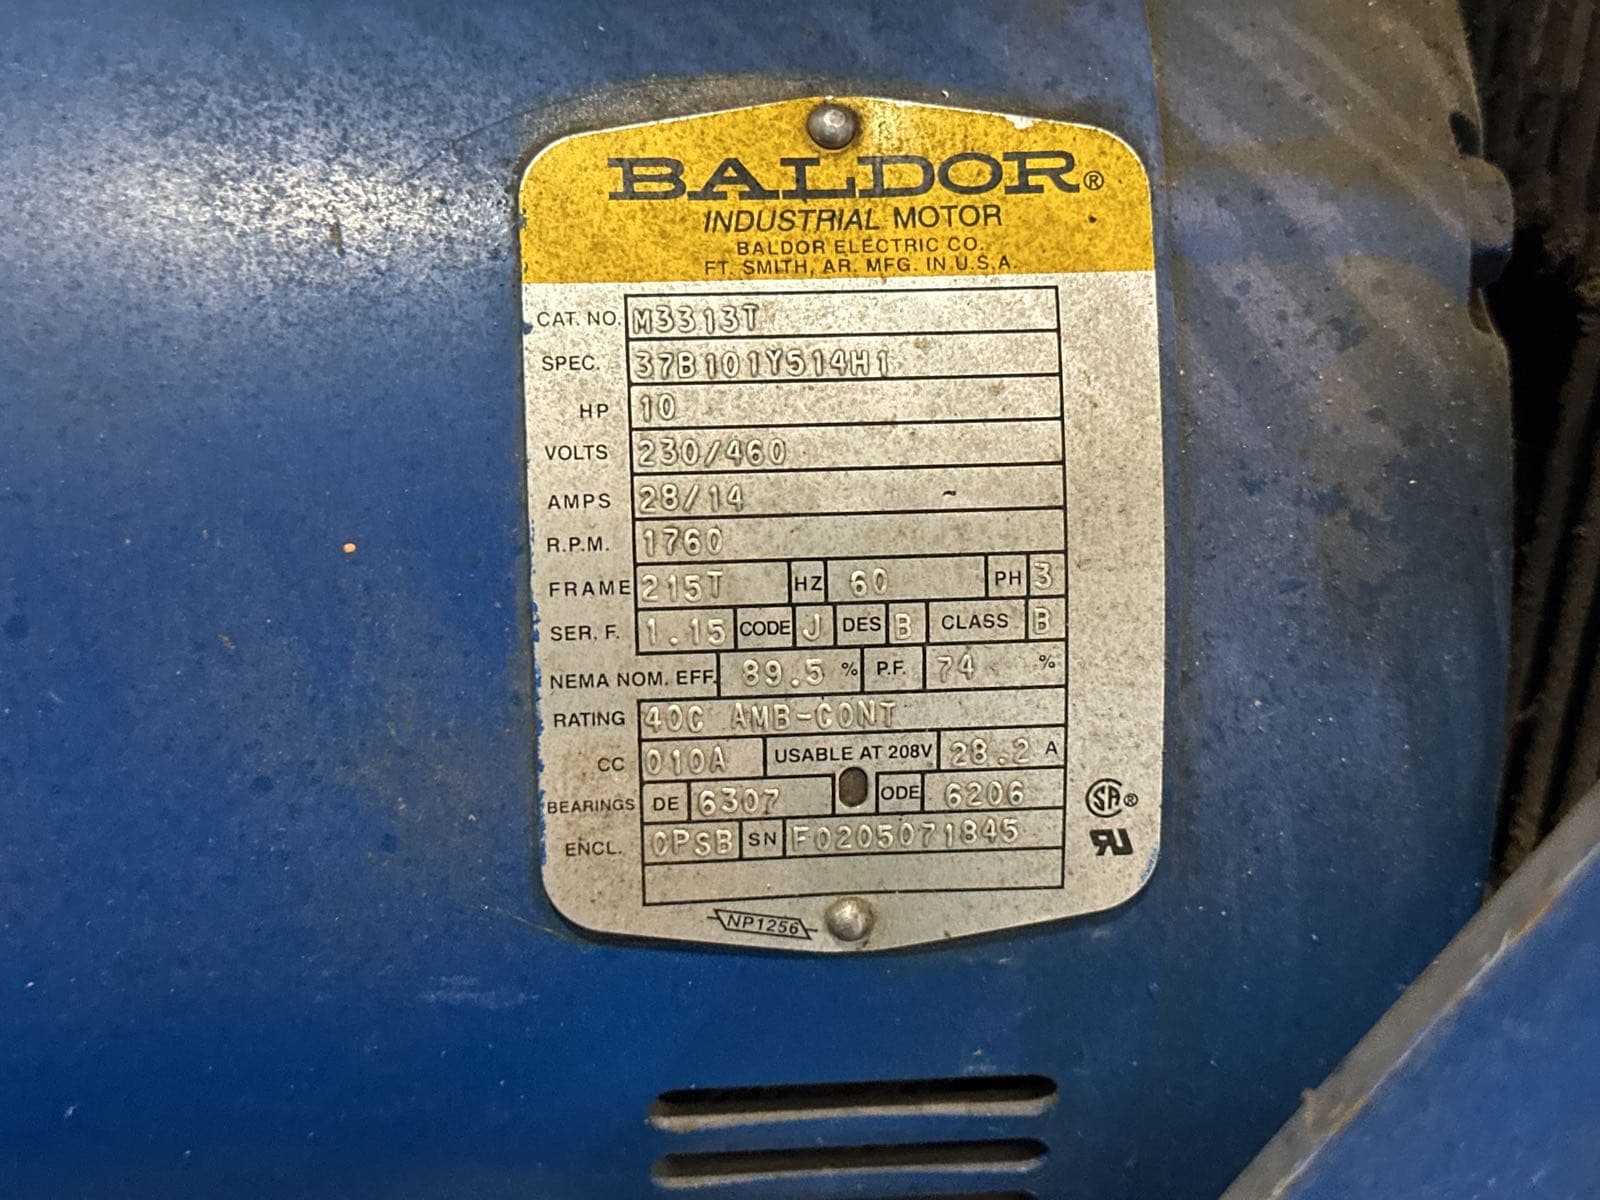 BALDOR®
INDUSTRIAL MOTOR
BALDOR ELECTRIC CO.
FT. SMITH, AR. MFG. IN U.S.A.
CAT. NO. M3313T
SPEC. 37B101Y514H1
HP 10
VOLTS 230/460
AMPS 28/14
R.P.M. 1760
FRAME 215T HZ 60 PH 3
SER. F. 1.15 CODE J DES B CLASS B
NEMA NOM. EFF. 89.5 % P.F. 74 %
RATING 40C AMB-CONT
CC 010A USABLE AT 208V 28.2 A
BEARINGS DE 6307 ODE 6206
ENCL. OPSB SN F0205071845
SA®
RU
NP1256